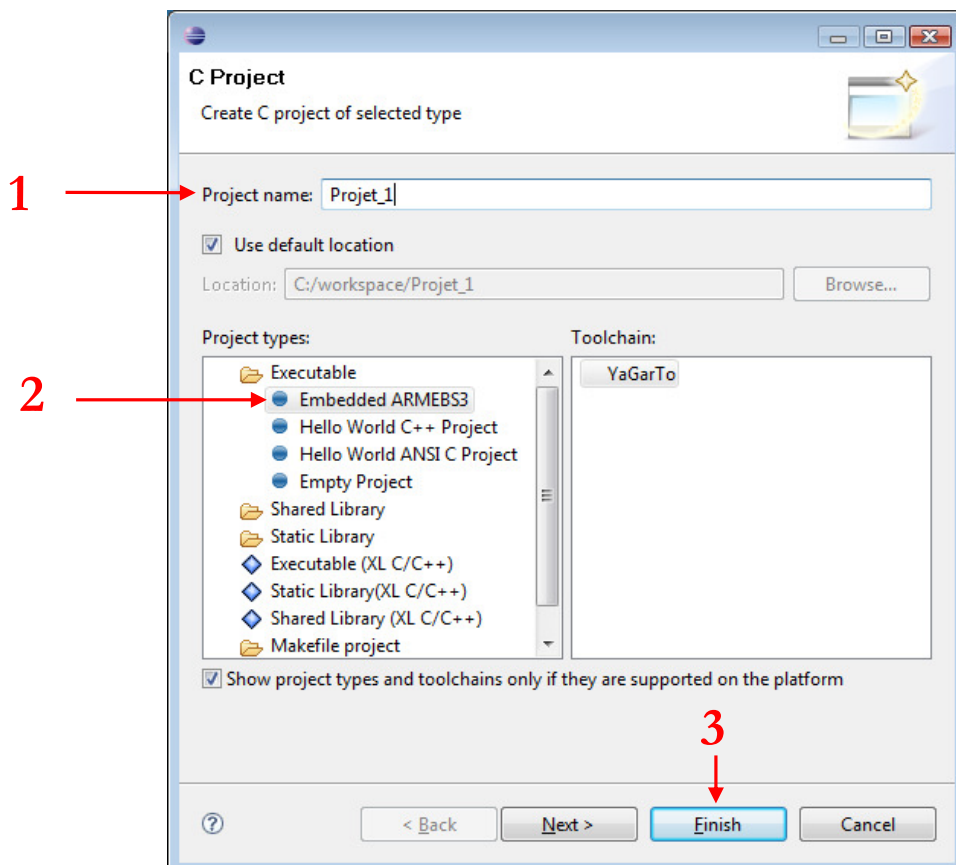 C Project
Create C project of selected type
1
Project name: Projet_1
Use default location
Location: C:/workspace/Projet_1 Browse...
Project types: Toolchain:
Executable YaGarTo
2 Embedded ARMEBS3
Hello World C++ Project
Hello World ANSI C Project
Empty Project
Shared Library
Static Library
Executable (XL C/C++)
Static Library(XL C/C++)
Shared Library (XL C/C++)
Makefile project
Show project types and toolchains only if they are supported on the platform
3
? < Back Next > Finish Cancel